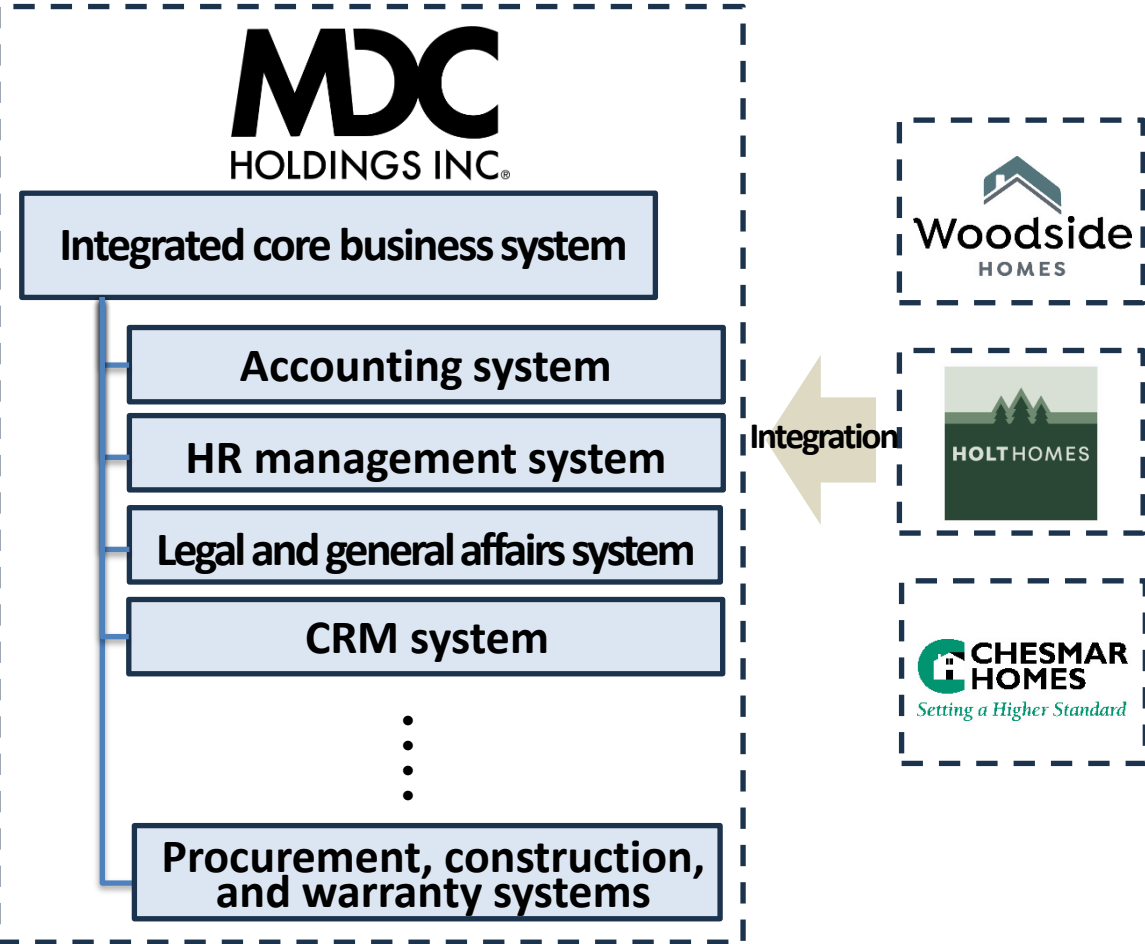 MDC
HOLDINGS INC.®
Integrated core business system
Accounting system
HR management system
Legal and general affairs system
CRM system
Procurement, construction,
and warranty systems
Integration
Woodside
HOMES
HOLTHOMES
CHESMAR
HOMES
Setting a Higher Standard